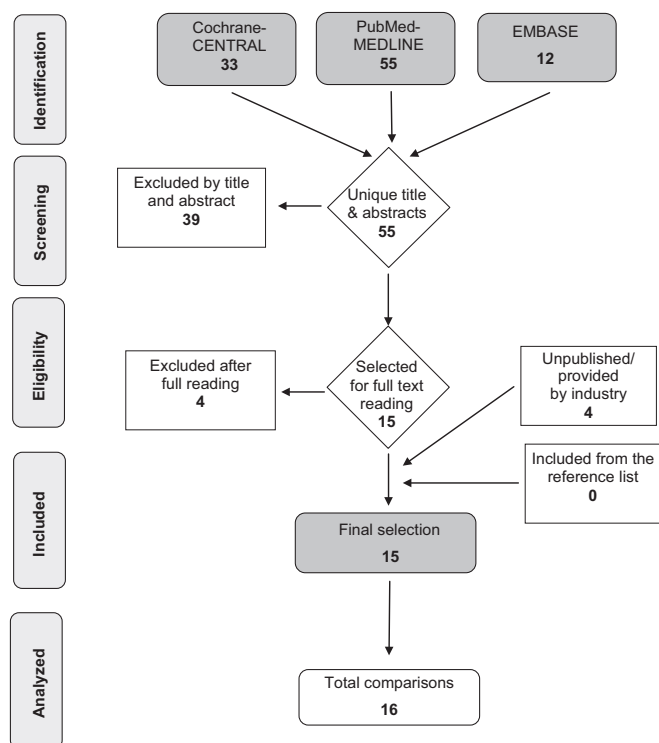 Identification
Cochrane-
CENTRAL
33
PubMed-
MEDLINE
55
EMBASE
12
Screening
Excluded by title
and abstract
39
Unique title
& abstracts
55
Eligibility
Excluded after
full reading
4
Selected
for full text
reading
15
Unpublished/
provided
by industry
4
Included from the
reference list
0
Included
Final selection
15
Analyzed
Total comparisons
16